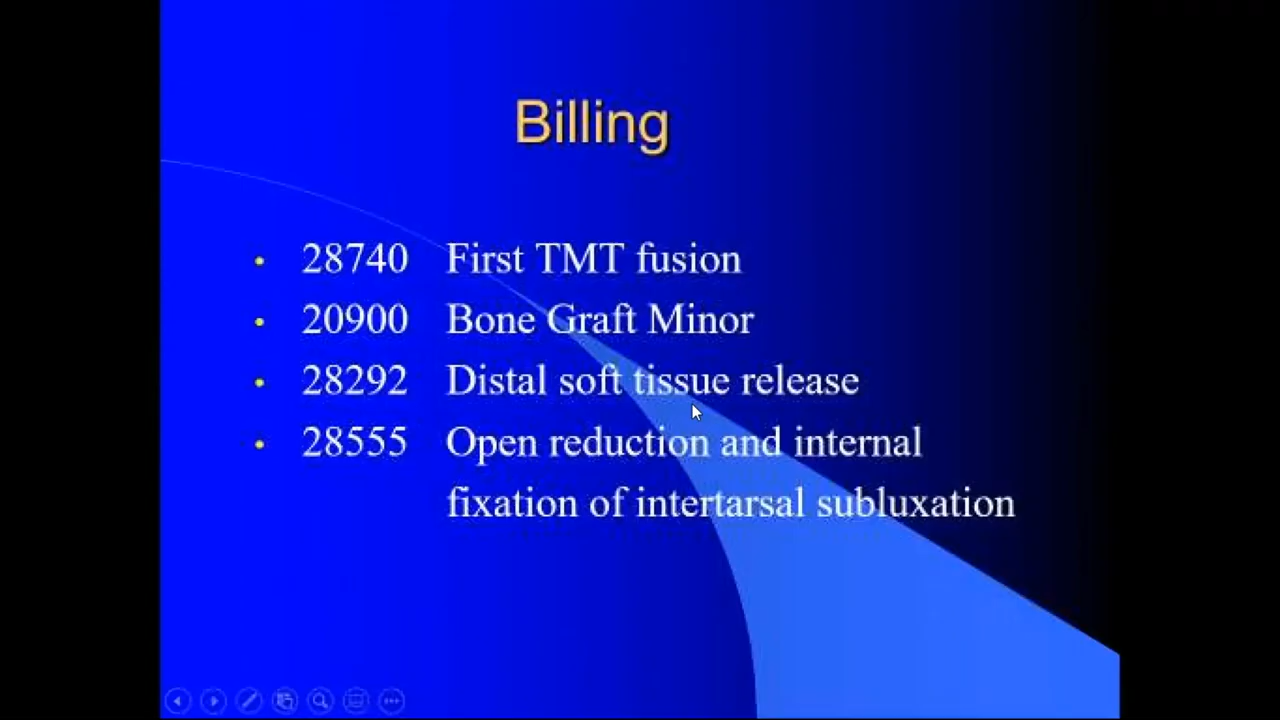 Billing
• 28740 First TMT fusion
• 20900 Bone Graft Minor
• 28292 Distal soft tissue release
• 28555 Open reduction and internal
fixation of intertarsal subluxation